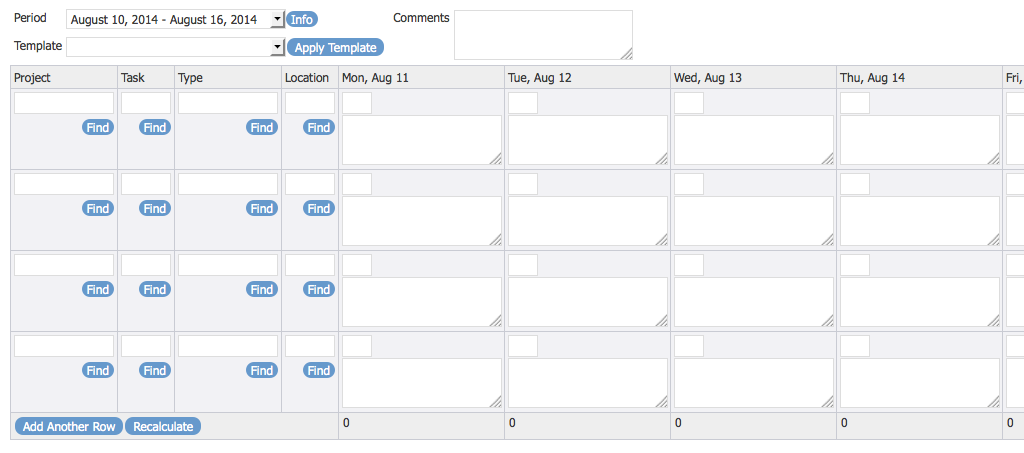 Period August 10, 2014 - August 16, 2014 Info Comments
Template Apply Template
Project Task Type Location Mon, Aug 11 Tue, Aug 12 Wed, Aug 13 Thu, Aug 14 Fri,
Find Find Find Find
Find Find Find Find
Find Find Find Find
Find Find Find Find
Add Another Row Recalculate 0 0 0 0 0